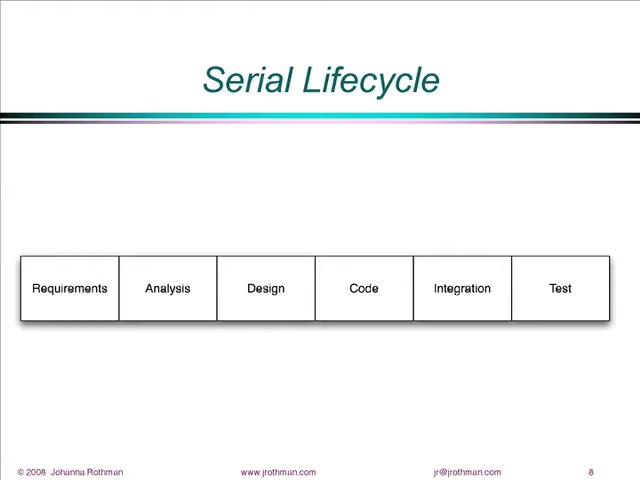 Serial Lifecycle
Requirements Analysis Design Code Integration Test
© 2008 Johanna Rothman www.jrothman.com jr@jrothman.com 8